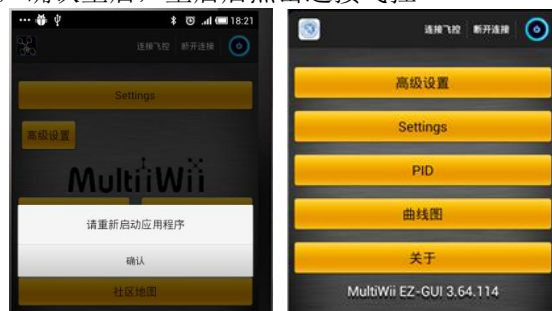 确认重启，重启后点击连接飞控
18:21
连接飞控 断开连接
Settings
高级设置
MultiWii
请重新启动应用程序
确认
社区地图
连接飞控 断开连接
高级设置
Settings
PID
曲线图
关于
MultiWii EZ-GUI 3.64.114